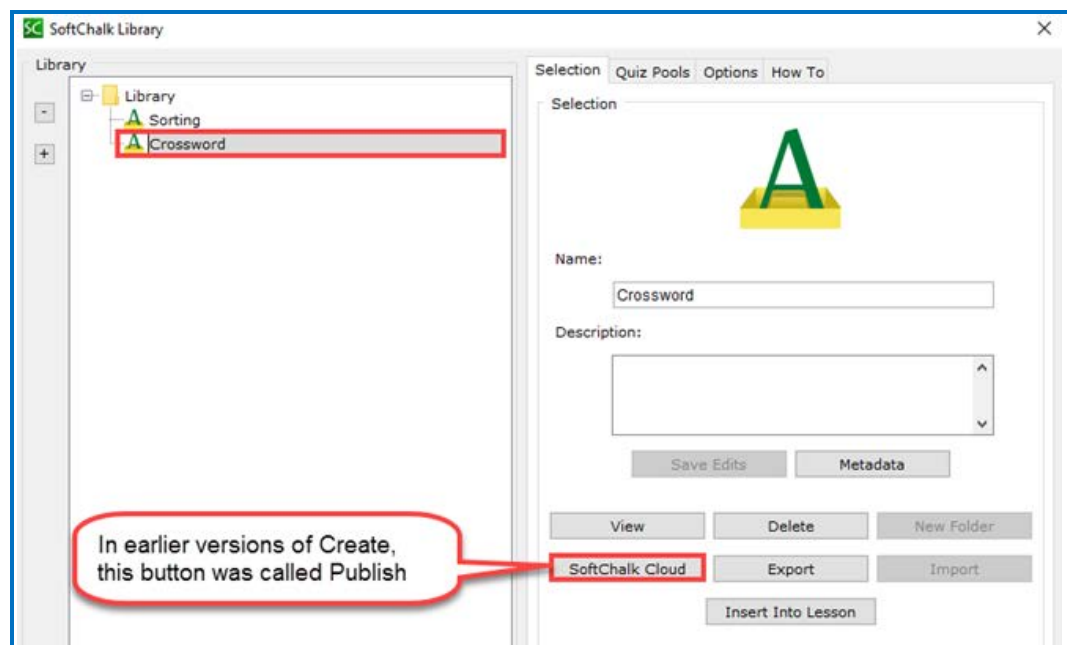 SC SoftChalk Library
Library
-
+
Library
A Sorting
A Crossword
Selection Quiz Pools Options How To
Selection
A
Name:
Crossword
Description:
Save Edits Metadata
View Delete New Folder
In earlier versions of Create,
this button was called Publish
SoftChalk Cloud Export Import
Insert Into Lesson